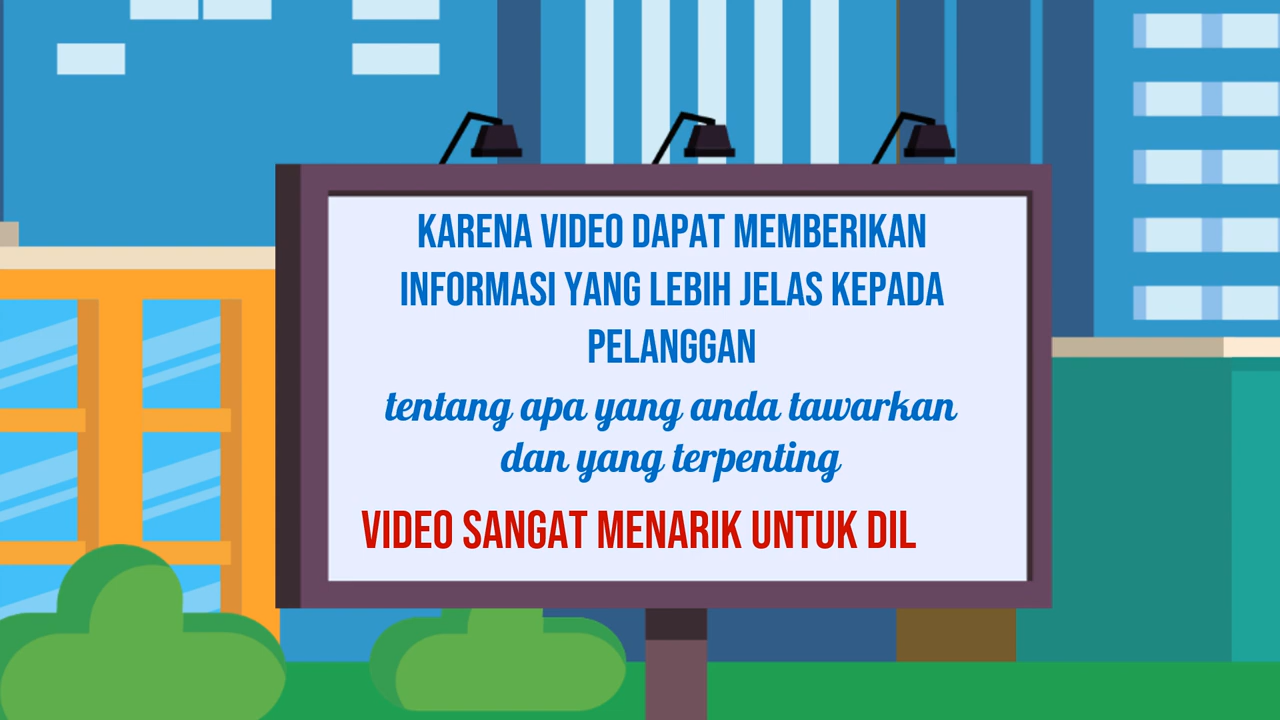 KARENA VIDEO DAPAT MEMBERIKAN
INFORMASI YANG LEBIH JELAS KEPADA
PELANGGAN
tentang apa yang anda tawarkan
dan yang terpenting
VIDEO SANGAT MENARIK UNTUK DIL